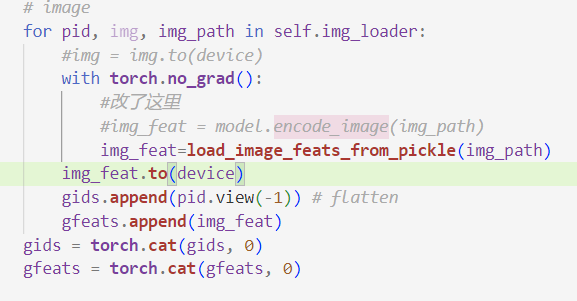 # image
for pid, img, img_path in self.img_loader:
    #img = img.to(device)
    with torch.no_grad():
        #改了这里
        #img_feat = model.encode_image(img_path)
        img_feat=load_image_feats_from_pickle(img_path)
    img_feat.to(device)
    gids.append(pid.view(-1)) # flatten
    gfeats.append(img_feat)
gids = torch.cat(gids, 0)
gfeats = torch.cat(gfeats, 0)